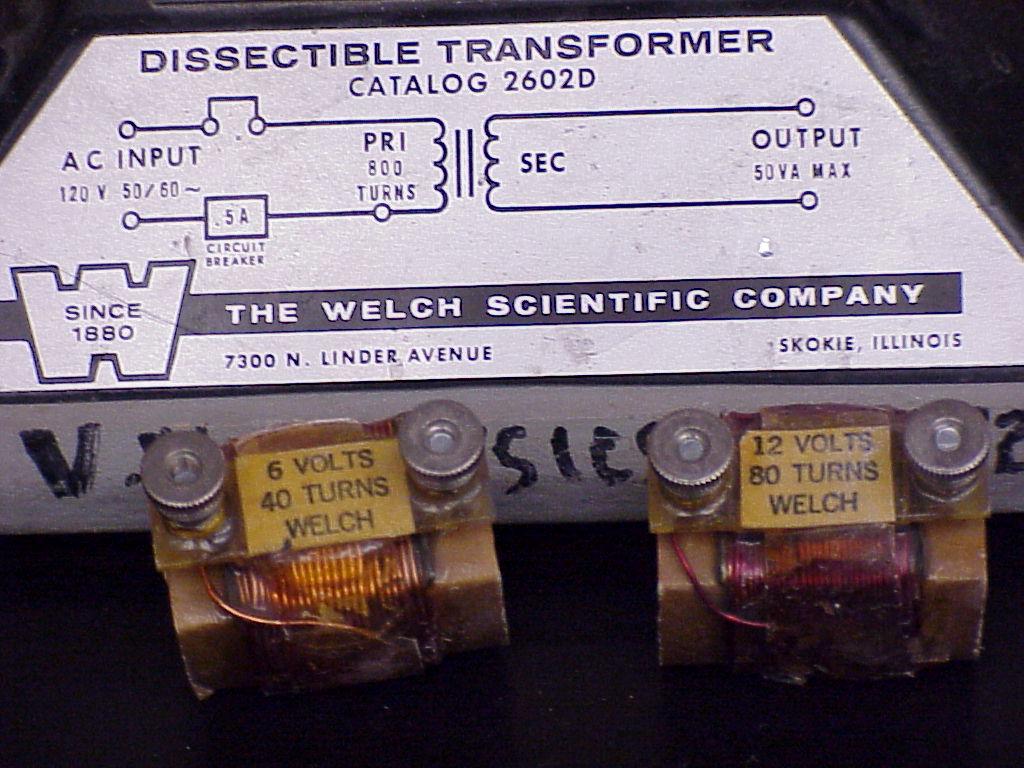 DISSECTIBLE TRANSFORMER
CATALOG 2602D
AC INPUT
120 V 50/60~
.5A
CIRCUIT
BREAKER
PRI
800
TURNS
SEC
OUTPUT
50VA MAX
SINCE
1880
THE WELCH SCIENTIFIC COMPANY
7300 N. LINDER AVENUE
SKOKIE, ILLINOIS
6 VOLTS
40 TURNS
WELCH
12 VOLTS
80 TURNS
WELCH